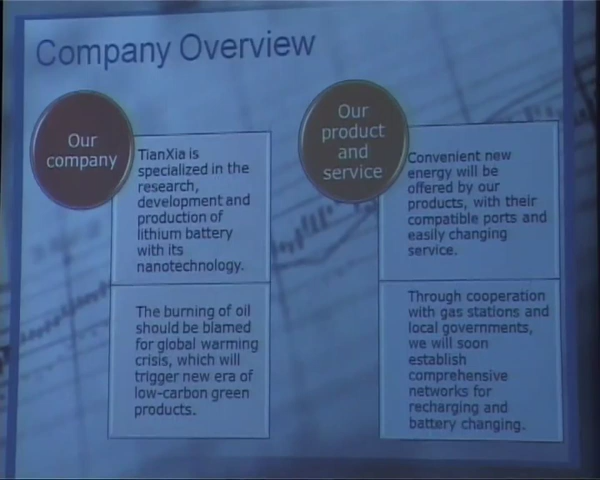 Company Overview
Our
company
TianXia is
specialized in the
research,
development and
production of
lithium battery
with its
nanotechnology.
The burning of oil
should be blamed
for global warming
crisis, which will
trigger new era of
low-carbon green
products.
Our
product
and
service
Convenient new
energy will be
offered by our
products, with their
compatible ports and
easily changing
service.
Through cooperation
with gas stations and
local governments,
we will soon
establish
comprehensive
networks for
recharging and
battery changing.